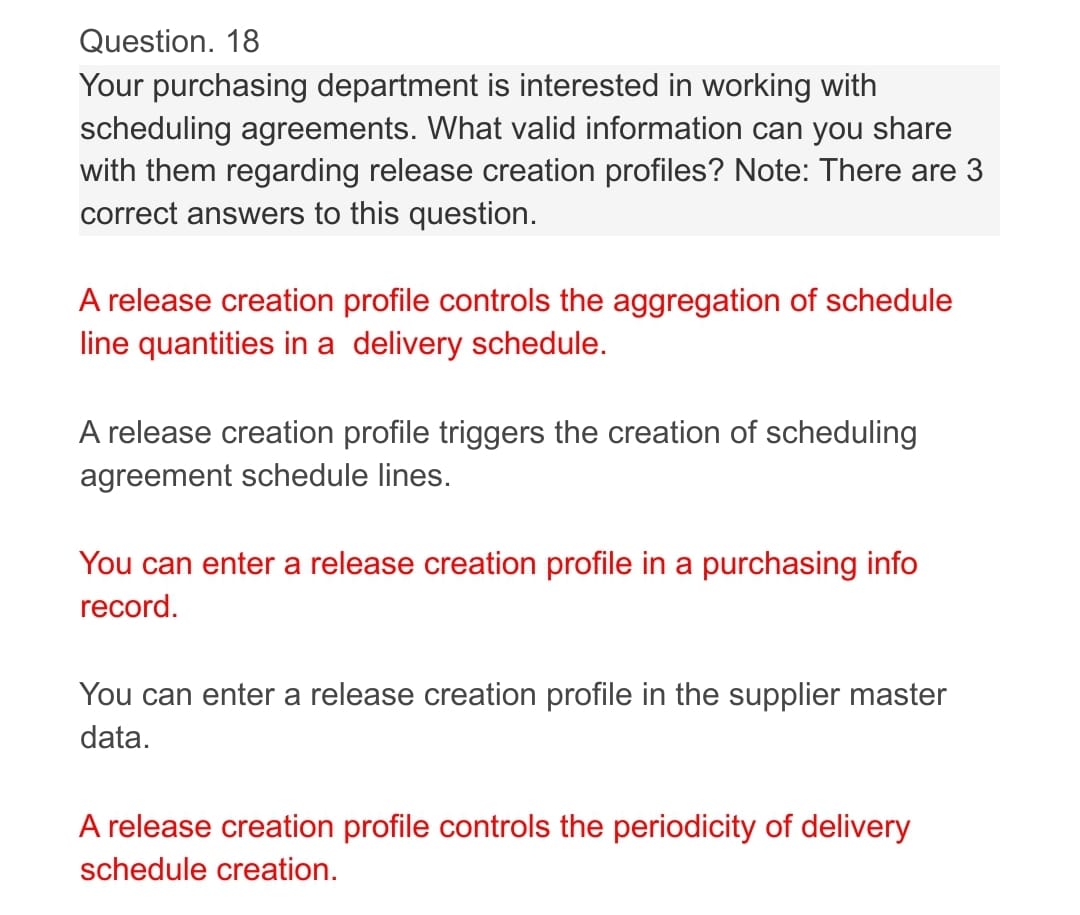 Question. 18
Your purchasing department is interested in working with
scheduling agreements. What valid information can you share
with them regarding release creation profiles? Note: There are 3
correct answers to this question.
A release creation profile controls the aggregation of schedule
line quantities in a  delivery schedule.
A release creation profile triggers the creation of scheduling
agreement schedule lines.
You can enter a release creation profile in a purchasing info
record.
You can enter a release creation profile in the supplier master
data.
A release creation profile controls the periodicity of delivery
schedule creation.